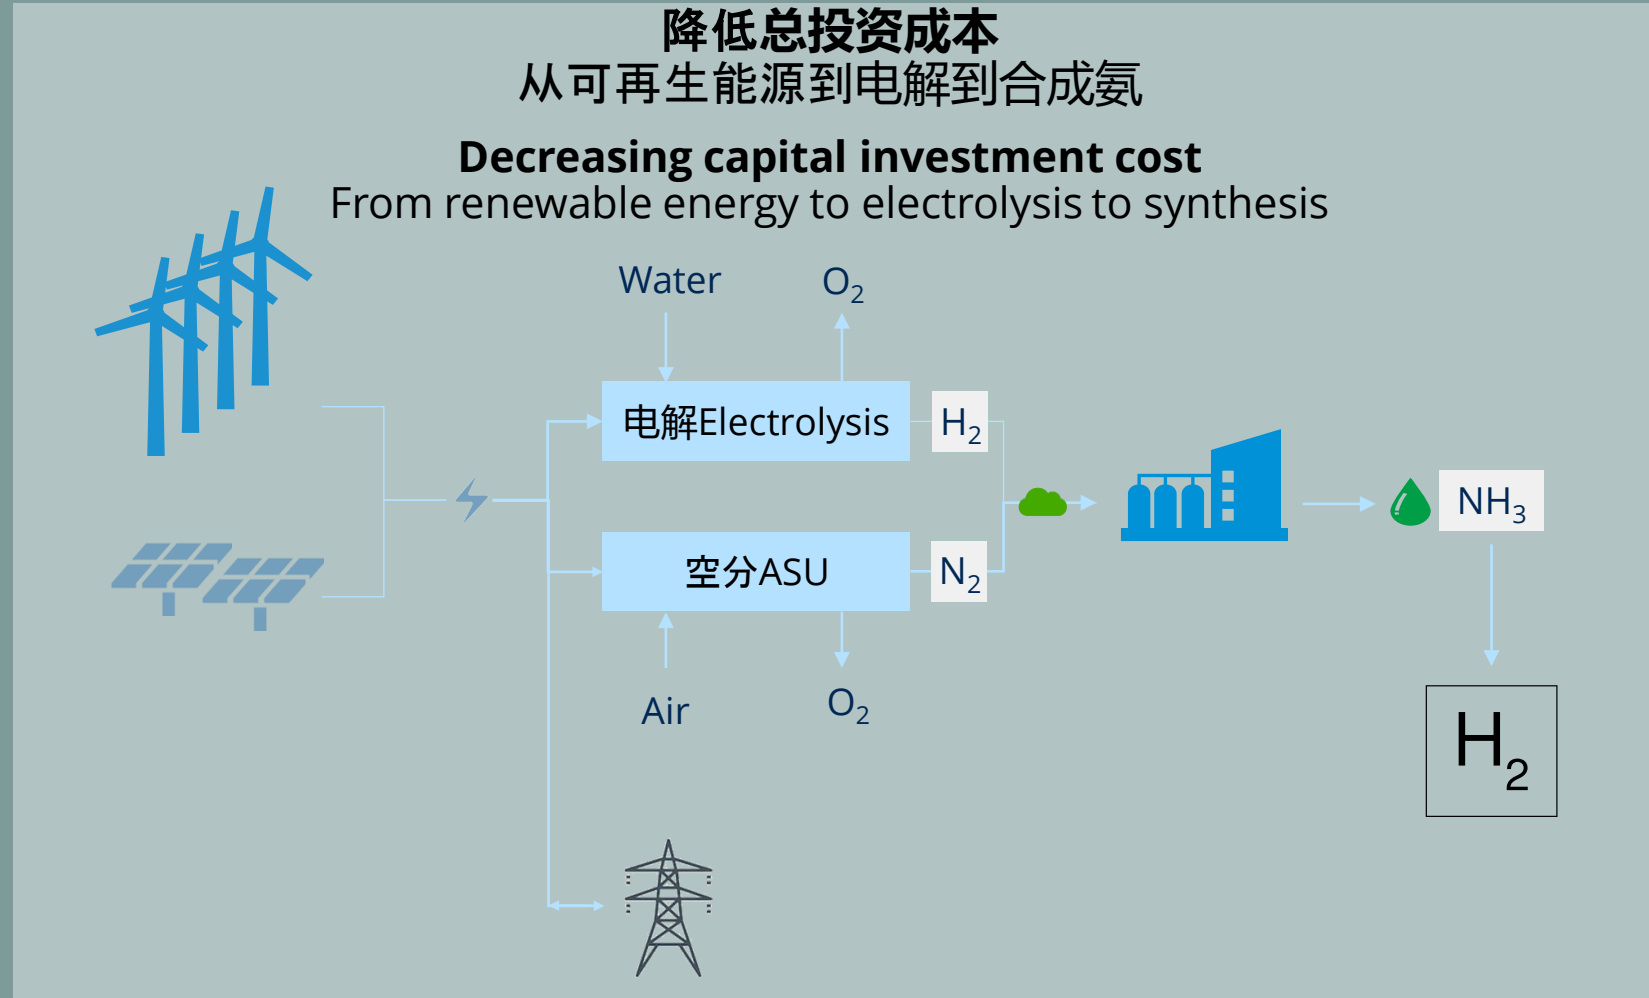 降低总投资成本
从可再生能源到电解到合成氨
Decreasing capital investment cost
From renewable energy to electrolysis to synthesis
Water
O₂
电解Electrolysis
H₂
空分ASU
N₂
NH₃
Air
O₂
H₂